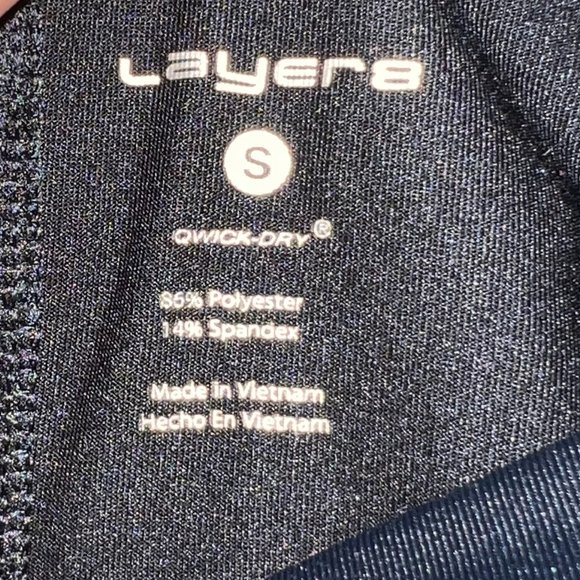 Layer8
S
QWICK-DRY®
86% Polyester
14% Spandex
Made in Vietnam
Hecho En Vietnam